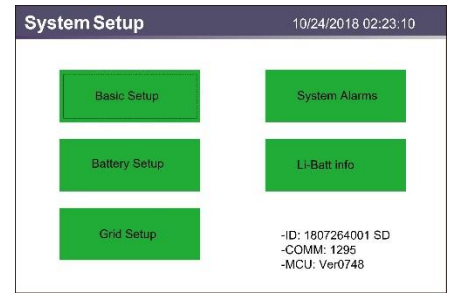 System Setup 10/24/2018 02:23:10
Basic Setup System Alarms
Battery Setup Li-Batt info
Grid Setup
-ID: 1807264001 SD
-COMM: 1295
-MCU: Ver0748